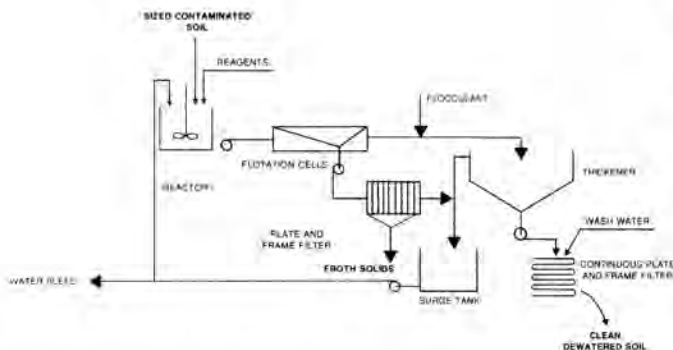 SIZED CONTAMINATED
SOIL
REAGENTS
FLOCCULANT
FLOTATION CELLS
THICKENER
(REACTOR)
WASH WATER
PLATE AND
FRAME FILTER
CONTINUOUS PLATE
AND FRAME FILTER
FROTH SOLIDS
WATER BLEED
SURGE TANK
CLEAN
DEWATERED SOIL